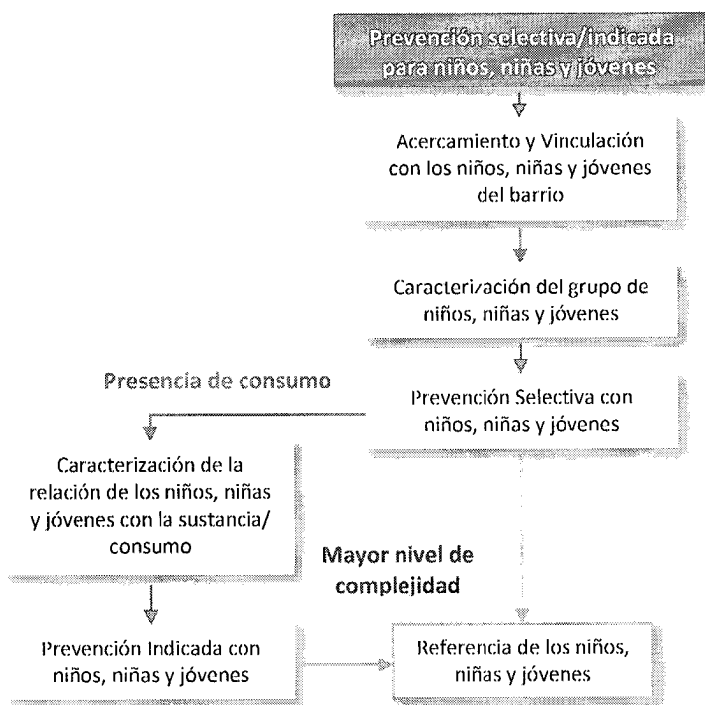 Prevención selectiva/indicada
para niños, niñas y jóvenes
Acercamiento y Vinculación
con los niños, niñas y jóvenes
del barrio
Caracterización del grupo de
niños, niñas y jóvenes
Presencia de consumo
Prevención Selectiva con
niños, niñas y jóvenes
Caracterización de la
relación de los niños, niñas
y jóvenes con la sustancia/
consumo
Mayor nivel de
complejidad
Prevención Indicada con
niños, niñas y jóvenes
Referencia de los niños,
niñas y jóvenes